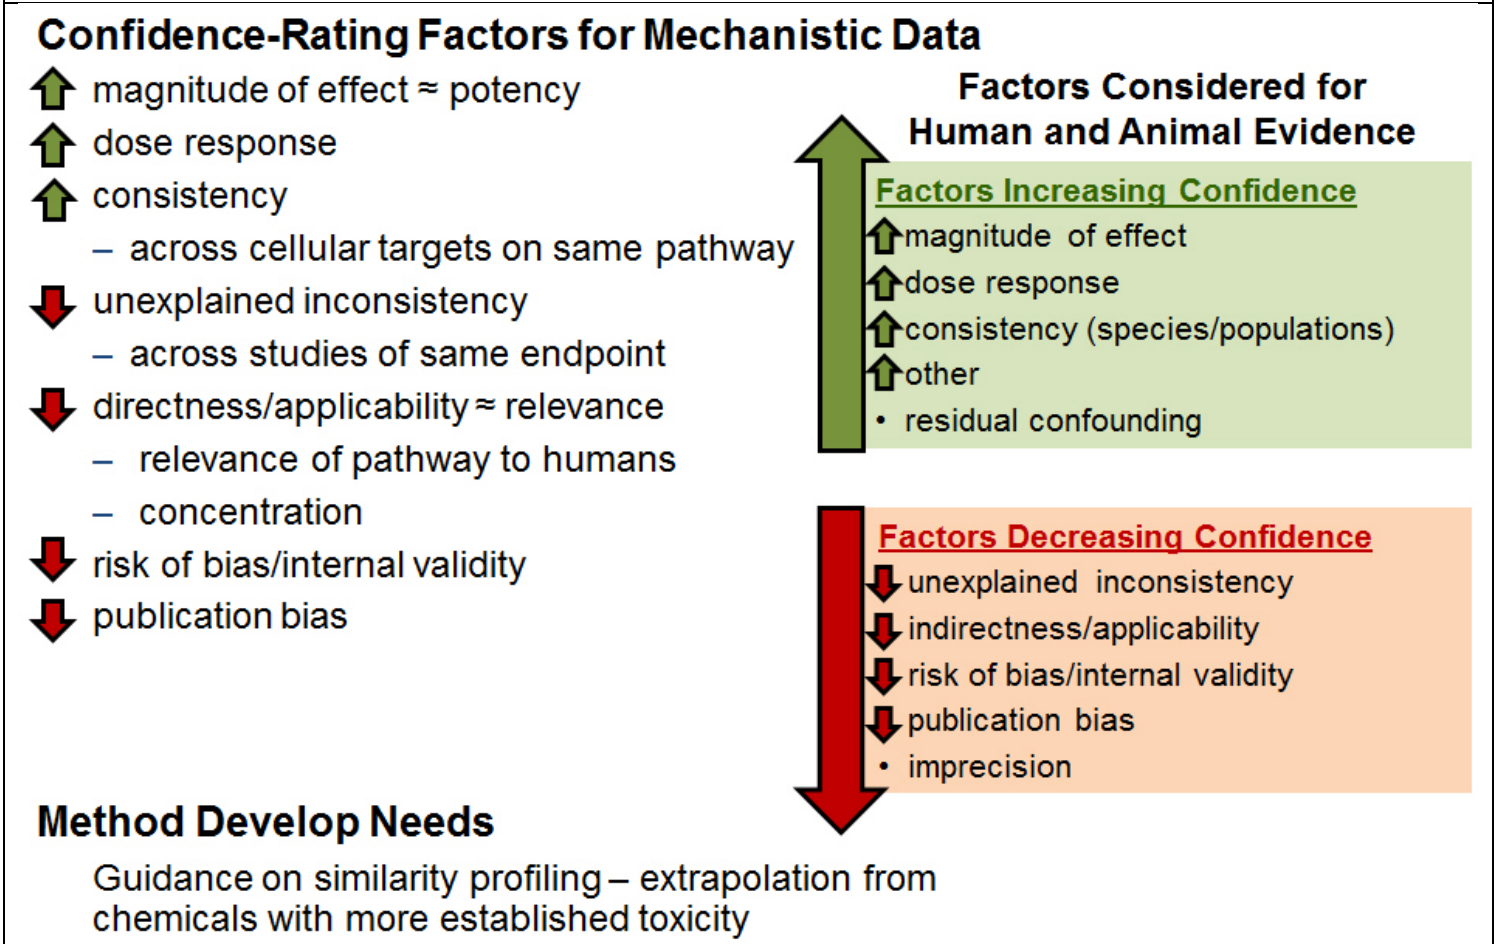 Confidence-Rating Factors for Mechanistic Data
magnitude of effect ≈ potency
dose response
consistency
– across cellular targets on same pathway
unexplained inconsistency
– across studies of same endpoint
directness/applicability ≈ relevance
– relevance of pathway to humans
– concentration
risk of bias/internal validity
publication bias
Factors Considered for
Human and Animal Evidence
Factors Increasing Confidence
magnitude of effect
dose response
consistency (species/populations)
other
• residual confounding
Factors Decreasing Confidence
unexplained inconsistency
indirectness/applicability
risk of bias/internal validity
publication bias
• imprecision
Method Develop Needs
Guidance on similarity profiling – extrapolation from
chemicals with more established toxicity